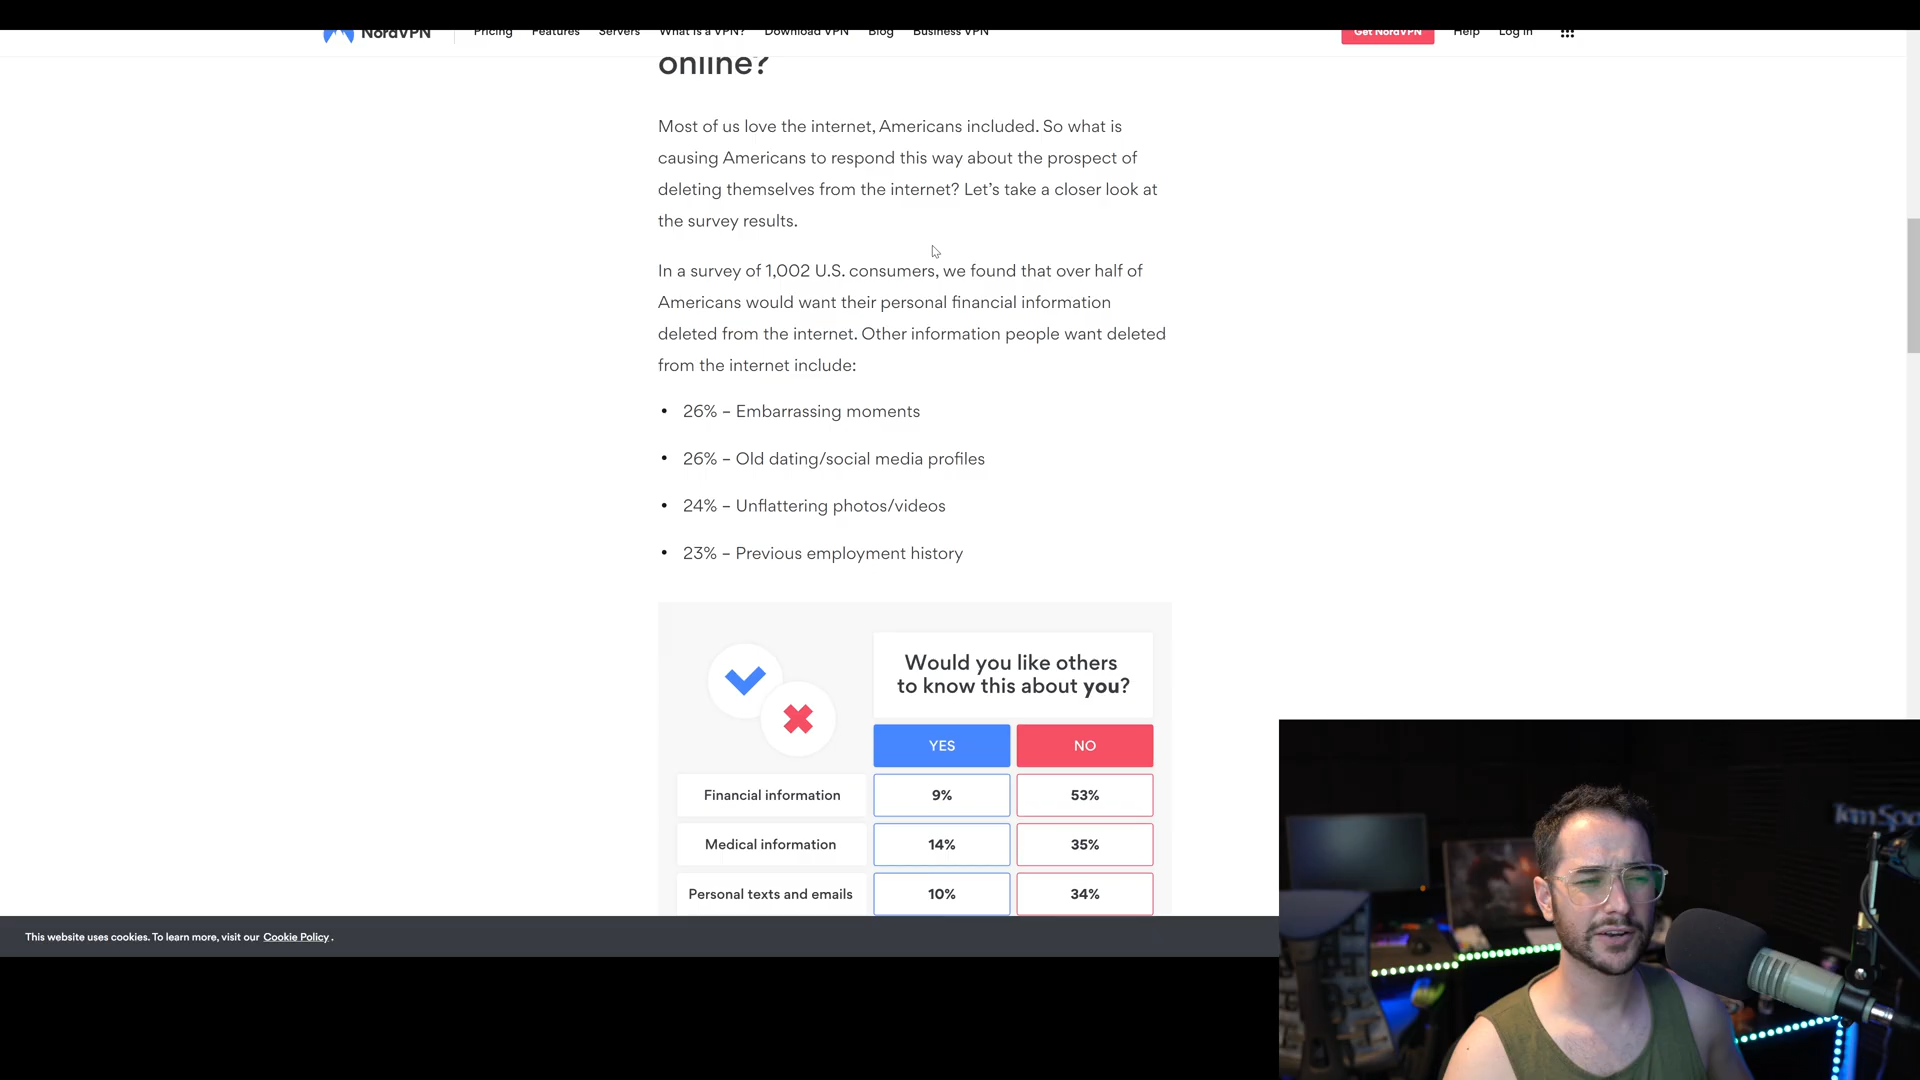 NordVPN
Pricing
Features
Servers
What is a VPN?
Download VPN
Blog
Business VPN
Get NordVPN
Help
Log in
online?
Most of us love the internet, Americans included. So what is
causing Americans to respond this way about the prospect of
deleting themselves from the internet? Let’s take a closer look at
the survey results.
In a survey of 1,002 U.S. consumers, we found that over half of
Americans would want their personal financial information
deleted from the internet. Other information people want deleted
from the internet include:
• 26% – Embarrassing moments
• 26% – Old dating/social media profiles
• 24% – Unflattering photos/videos
• 23% – Previous employment history
Would you like others
to know this about you?
YES NO
Financial information 9% 53%
Medical information 14% 35%
Personal texts and emails 10% 34%
This website uses cookies. To learn more, visit our Cookie Policy.